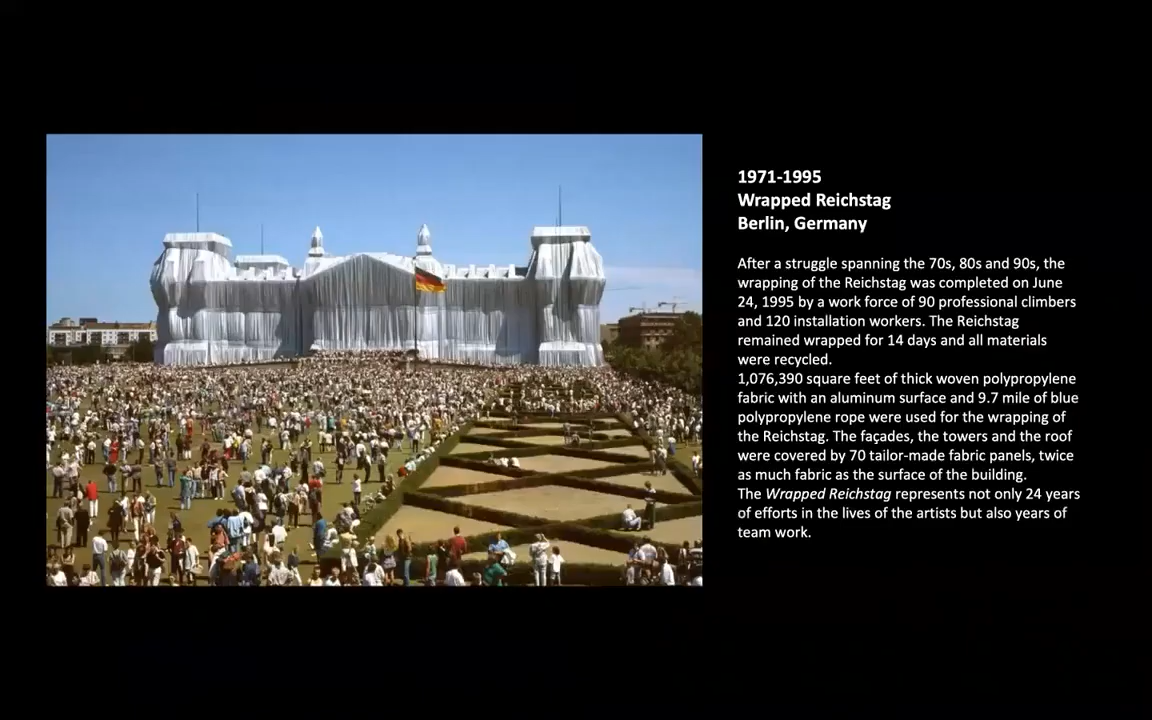 1971-1995
Wrapped Reichstag
Berlin, Germany
After a struggle spanning the 70s, 80s and 90s, the
wrapping of the Reichstag was completed on June
24, 1995 by a work force of 90 professional climbers
and 120 installation workers. The Reichstag
remained wrapped for 14 days and all materials
were recycled.
1,076,390 square feet of thick woven polypropylene
fabric with an aluminum surface and 9.7 mile of blue
polypropylene rope were used for the wrapping of
the Reichstag. The façades, the towers and the roof
were covered by 70 tailor-made fabric panels, twice
as much fabric as the surface of the building.
The Wrapped Reichstag represents not only 24 years
of efforts in the lives of the artists but also years of
team work.